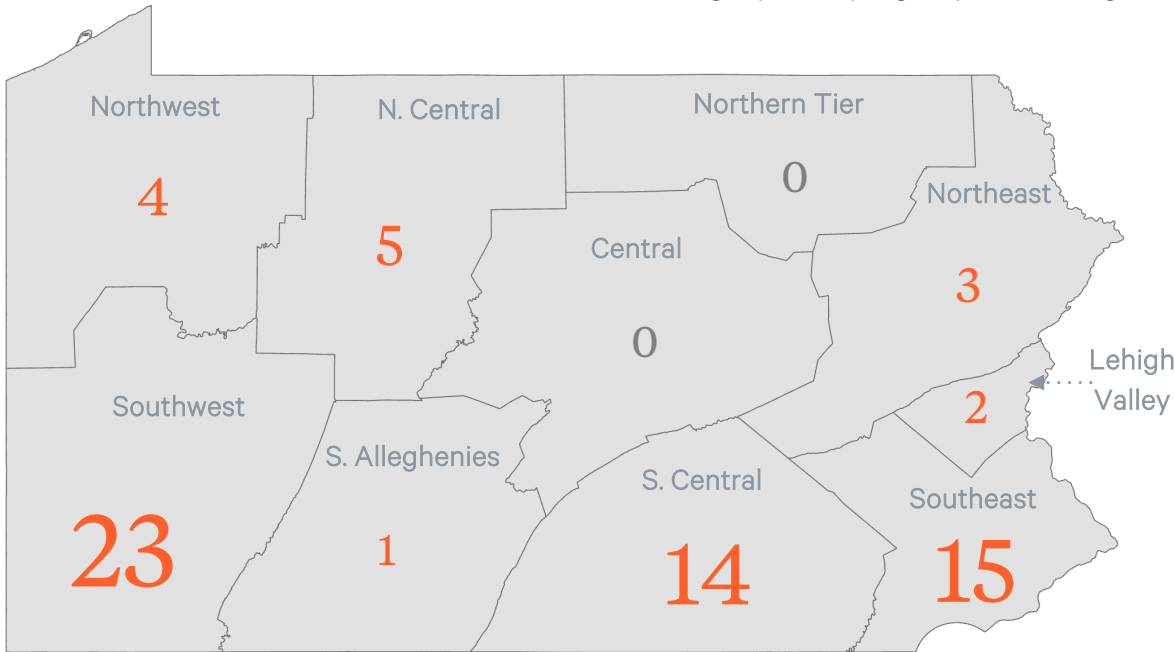 Northwest
4
N. Central
5
Northern Tier
0
Northeast
3
Central
0
Lehigh
Valley
2
Southwest
23
S. Alleghenies
1
S. Central
14
Southeast
15